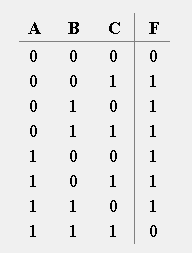 A B C F
0 0 0 0
0 0 1 1
0 1 0 1
0 1 1 1
1 0 0 1
1 0 1 1
1 1 0 1
1 1 1 0